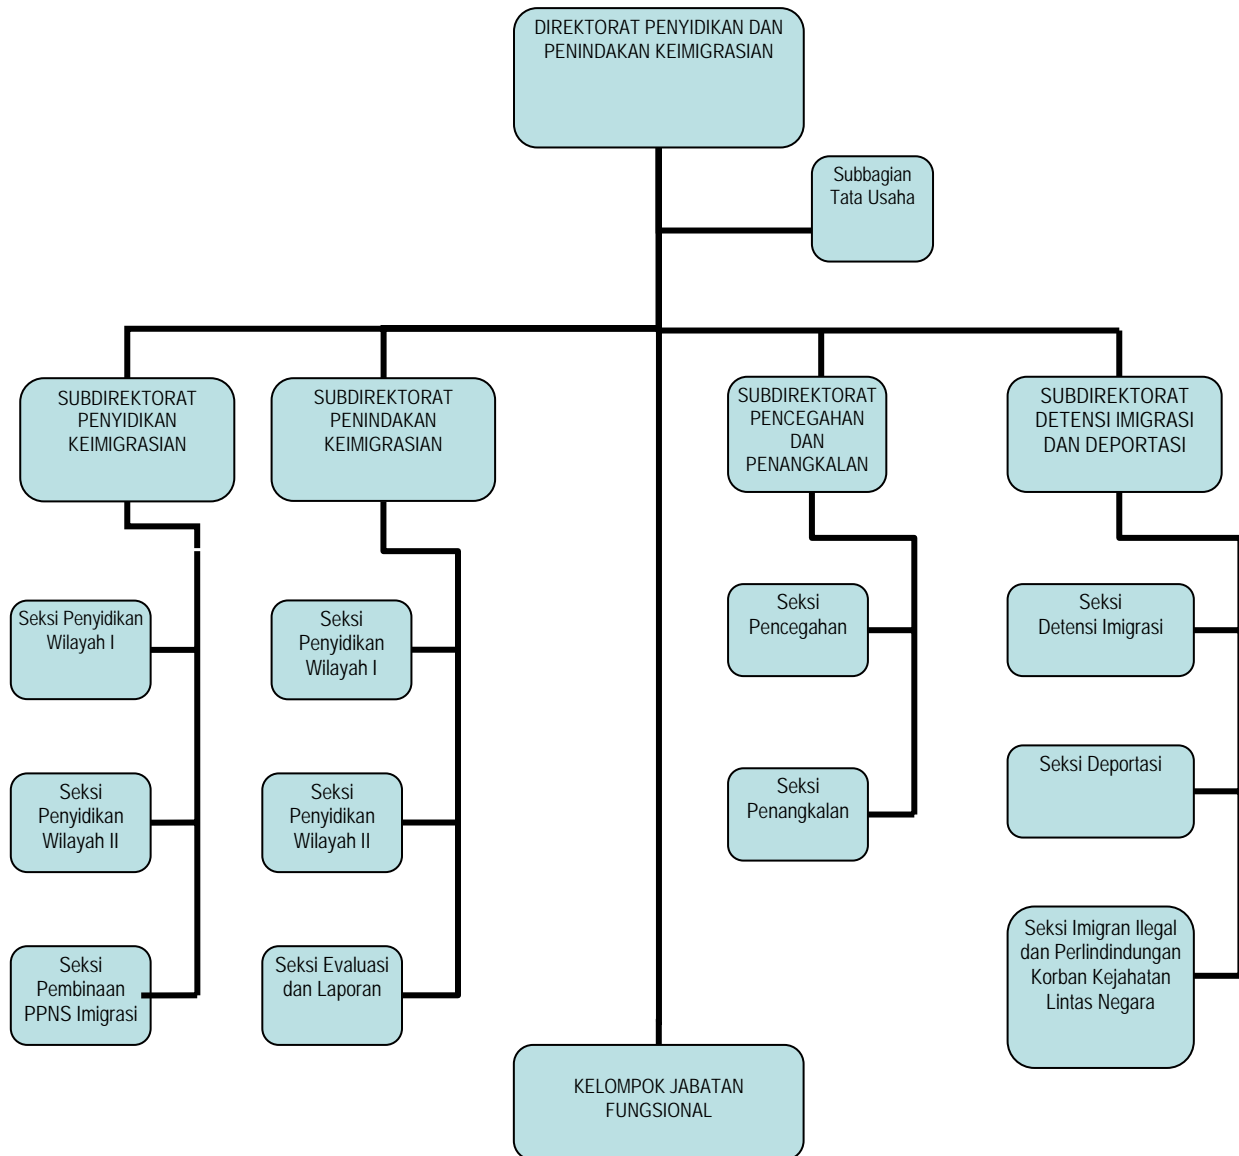 DIREKTORAT PENYIDIKAN DAN
PENINDAKAN KEIMIGRASIAN
Subbagian
Tata Usaha
SUBDIREKTORAT
PENYIDIKAN
KEIMIGRASIAN
SUBDIREKTORAT
PENINDAKAN
KEIMIGRASIAN
SUBDIREKTORAT
PENCEGAHAN
DAN
PENANGKALAN
SUBDIREKTORAT
DETENSI IMIGRASI
DAN DEPORTASI
Seksi Penyidikan
Wilayah I
Seksi
Penyidikan
Wilayah I
Seksi
Pencegahan
Seksi
Detensi Imigrasi
Seksi
Penyidikan
Wilayah II
Seksi
Penyidikan
Wilayah II
Seksi
Penangkalan
Seksi Deportasi
Seksi
Pembinaan
PPNS Imigrasi
Seksi Evaluasi
dan Laporan
Seksi Imigran Ilegal
dan Perlindindungan
Korban Kejahatan
Lintas Negara
KELOMPOK JABATAN
FUNGSIONAL